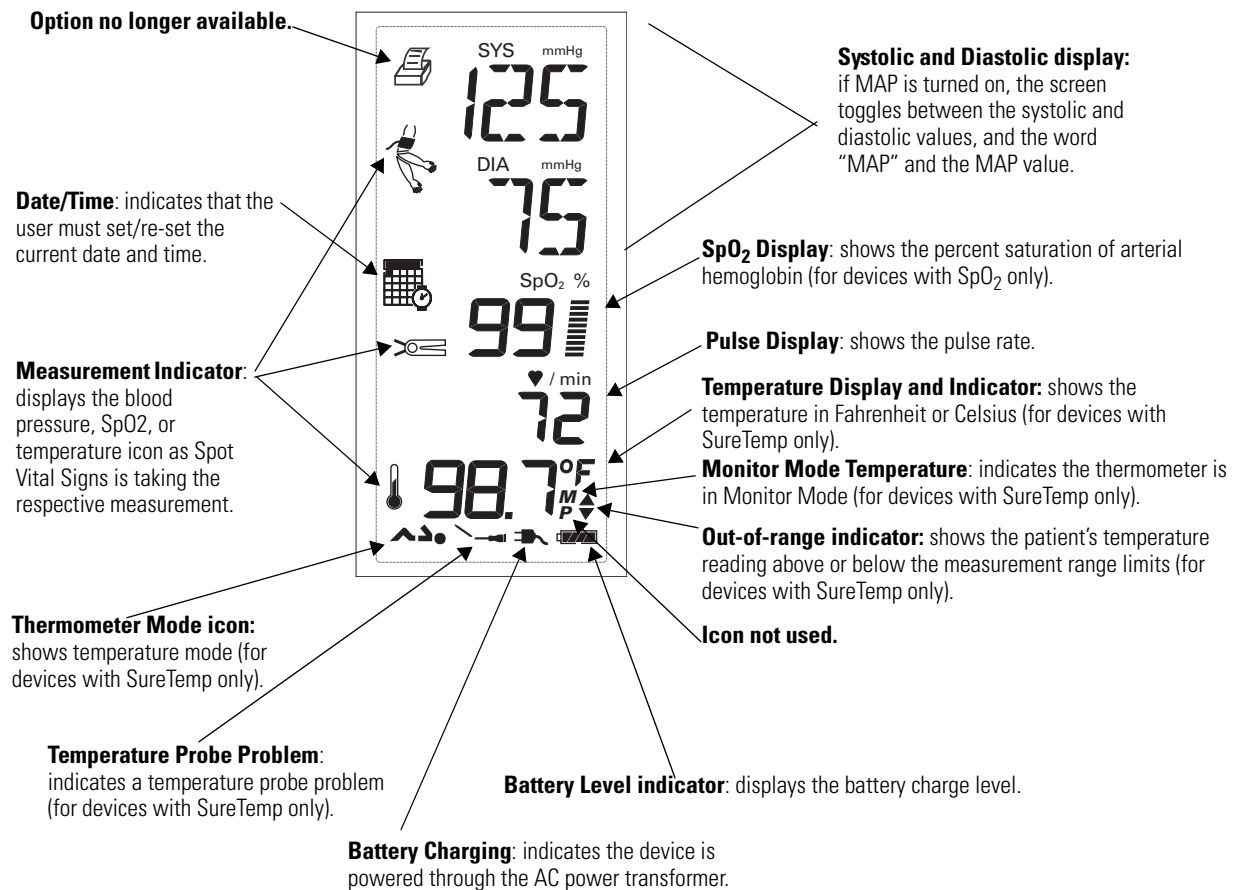 Option no longer available.
SYS mmHg
125
DIA mmHg
75
SpO₂ %
99
♥ / min
72
98.7°F
M
P
Systolic and Diastolic display:
if MAP is turned on, the screen
toggles between the systolic and
diastolic values, and the word
“MAP” and the MAP value.
Date/Time: indicates that the
user must set/re-set the
current date and time.
SpO₂ Display: shows the percent saturation of arterial
hemoglobin (for devices with SpO₂ only).
Pulse Display: shows the pulse rate.
Measurement Indicator:
displays the blood
pressure, SpO2, or
temperature icon as Spot
Vital Signs is taking the
respective measurement.
Temperature Display and Indicator: shows the
temperature in Fahrenheit or Celsius (for devices with
SureTemp only).
Monitor Mode Temperature: indicates the thermometer is
in Monitor Mode (for devices with SureTemp only).
Out-of-range indicator: shows the patient’s temperature
reading above or below the measurement range limits (for
devices with SureTemp only).
Icon not used.
Thermometer Mode icon:
shows temperature mode (for
devices with SureTemp only).
Temperature Probe Problem:
indicates a temperature probe problem
(for devices with SureTemp only).
Battery Level indicator: displays the battery charge level.
Battery Charging: indicates the device is
powered through the AC power transformer.